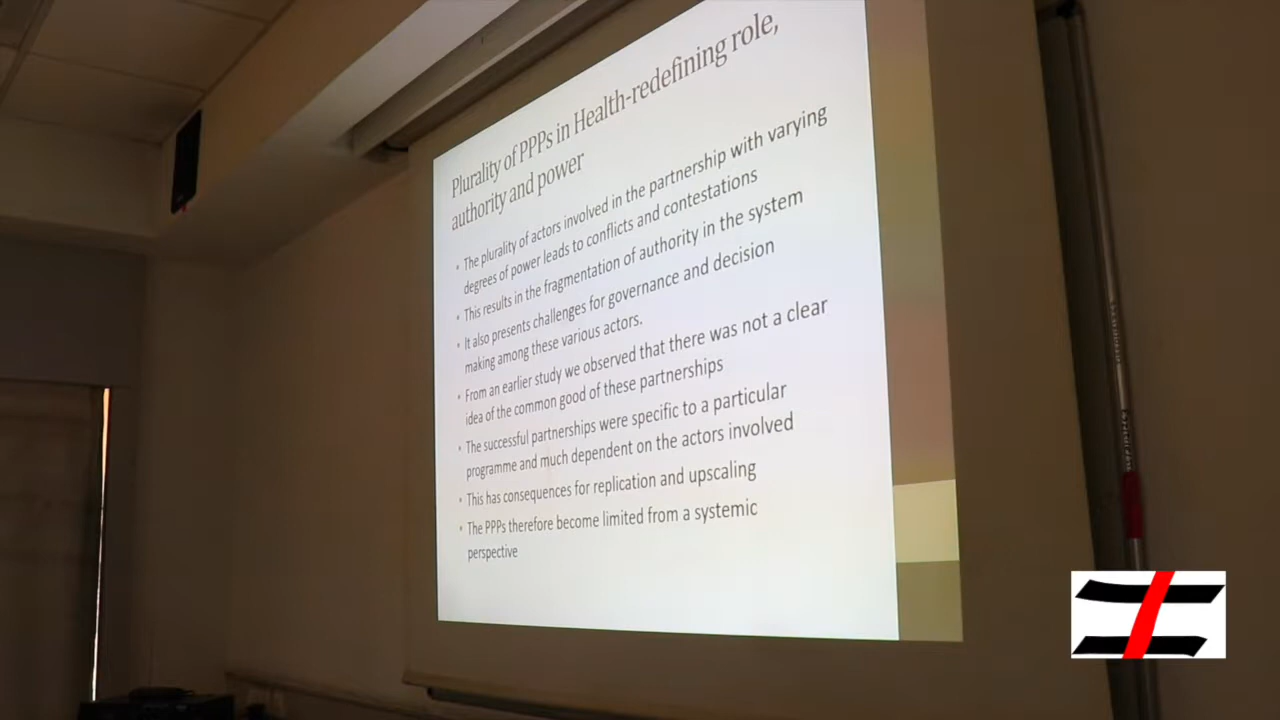 Plurality of PPPs in Health-redefining role,
authority and power
• The plurality of actors involved in the partnership with varying
degrees of power leads to conflicts and contestations
• This results in the fragmentation of authority in the system
• It also presents challenges for governance and decision
making among these various actors.
• From an earlier study we observed that there was not a clear
idea of the common good of these partnerships
• The successful partnerships were specific to a particular
programme and much dependent on the actors involved
• This has consequences for replication and upscaling
• The PPPs therefore become limited from a systemic
perspective